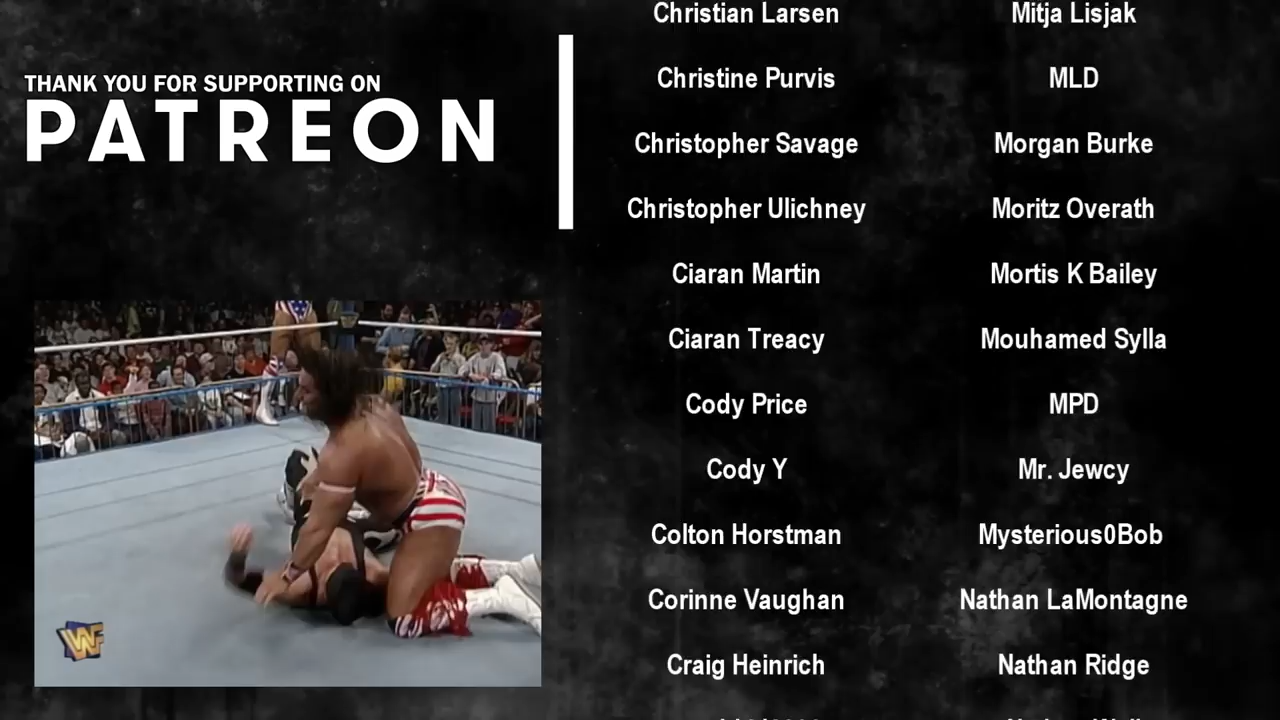 THANK YOU FOR SUPPORTING ON
PATREON
Christian Larsen
Christine Purvis
Christopher Savage
Christopher Ulichney
Ciaran Martin
Ciaran Treacy
Cody Price
Cody Y
Colton Horstman
Corinne Vaughan
Craig Heinrich
Mitja Lisjak
MLD
Morgan Burke
Moritz Overath
Mortis K Bailey
Mouhamed Sylla
MPD
Mr. Jewcy
Mysterious0Bob
Nathan LaMontagne
Nathan Ridge
WF